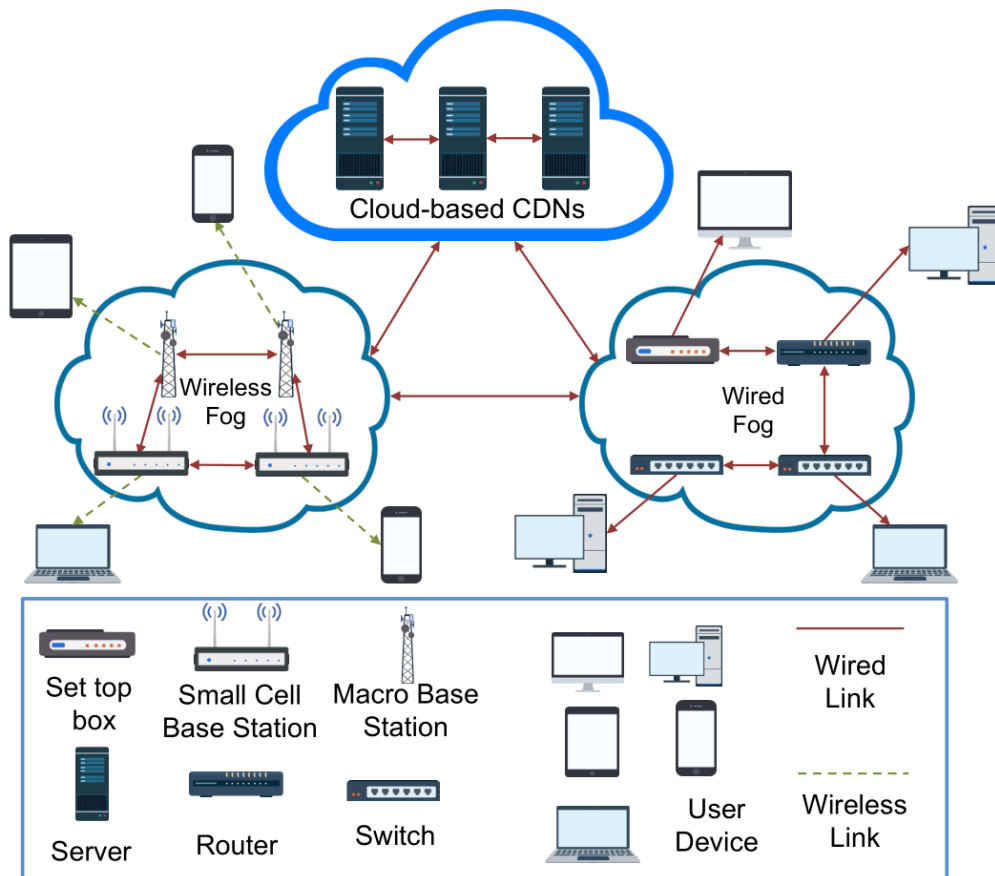 Cloud-based CDNs
Wireless
Fog
Wired
Fog
Set top
box
Small Cell
Base Station
Macro Base
Station
Wired
Link
Server
Router
Switch
User
Device
Wireless
Link